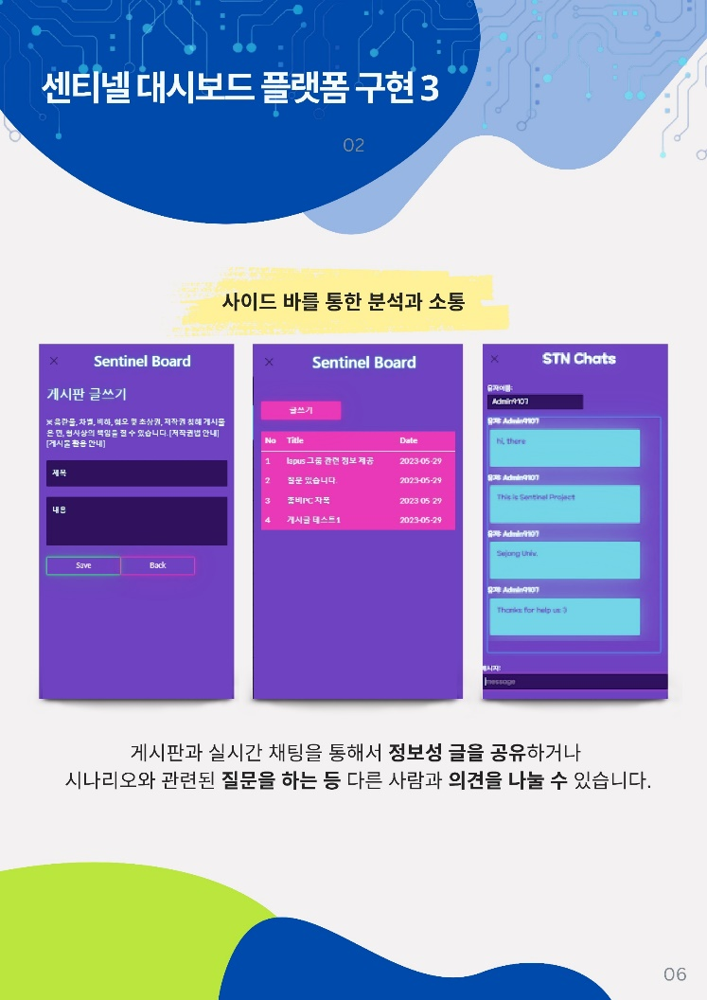 센티넬 대시보드 플랫폼 구현 3
02
사이드 바를 통한 분석과 소통
× Sentinel Board
게시판 글쓰기
※ 음란물, 차별, 비하, 혐오 및 초상권, 저작권 침해 게시물
은 민, 형사상의 책임을 질 수 있습니다. [저작권법 안내]
[게시물 활용 안내]
제목
내용
Save Back
× Sentinel Board
글쓰기
No Title Date
1 lapus 그룹 관련 정보 제공 2023-05-29
2 질문 있습니다. 2023-05-29
3 좀비PC 자폭 2023-05-29
4 게시글 테스트1 2023-05-29
× STN Chats
유저이름:
Admin9107
유저: Admin9107
hi, there
유저: Admin9107
This is Sentinel Project
유저: Admin9107
Sejong Univ.
유저: Admin9107
Thanks for help us :)
메시지:
message
게시판과 실시간 채팅을 통해서 정보성 글을 공유하거나
시나리오와 관련된 질문을 하는 등 다른 사람과 의견을 나눌 수 있습니다.
06